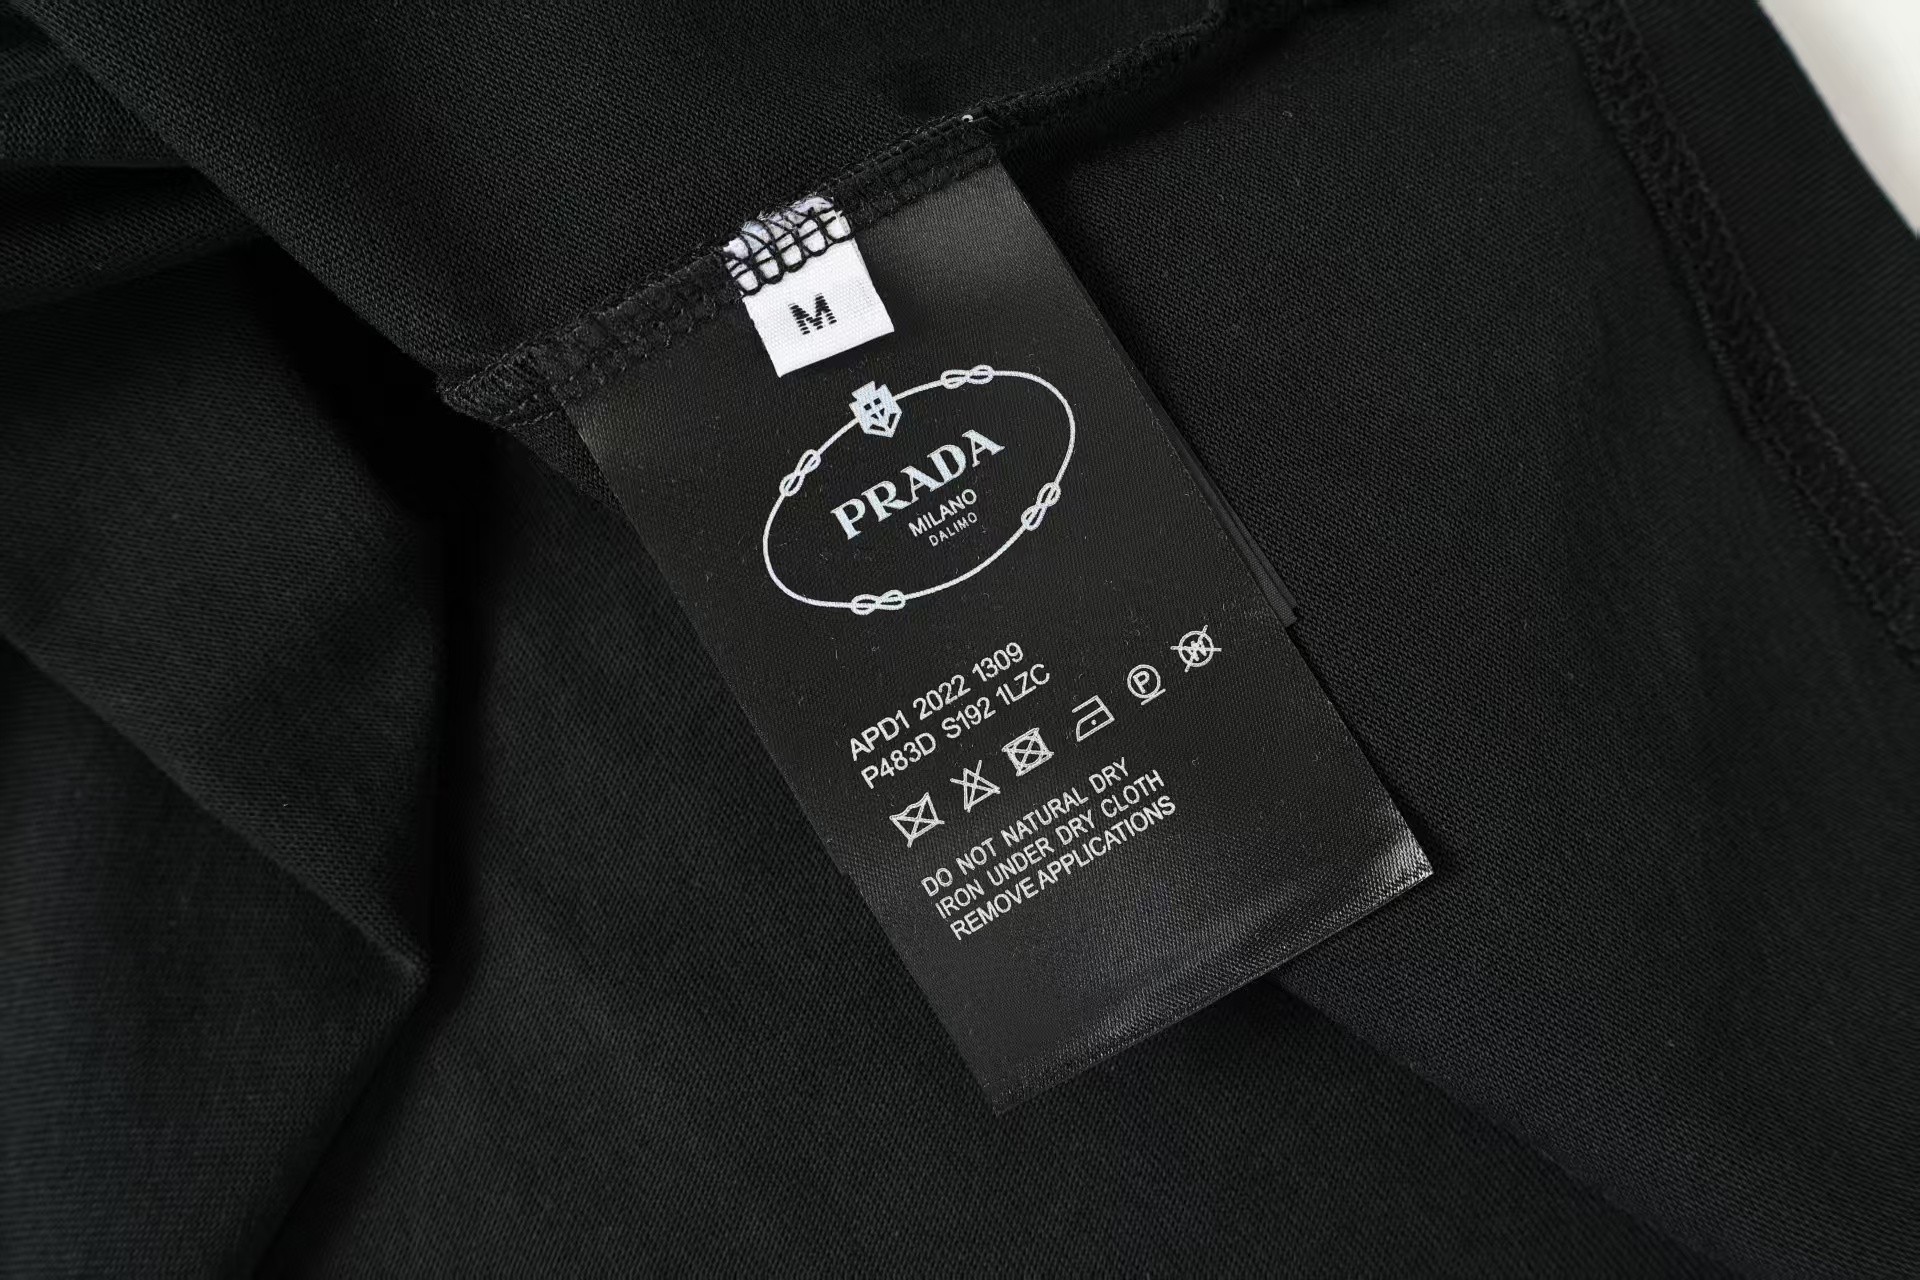 M
PRADA
MILANO
DALIMO
APD1 2022 1309
P483D S192 1LZC
P
W
DO NOT NATURAL DRY
IRON UNDER DRY CLOTH
REMOVE APPLICATIONS